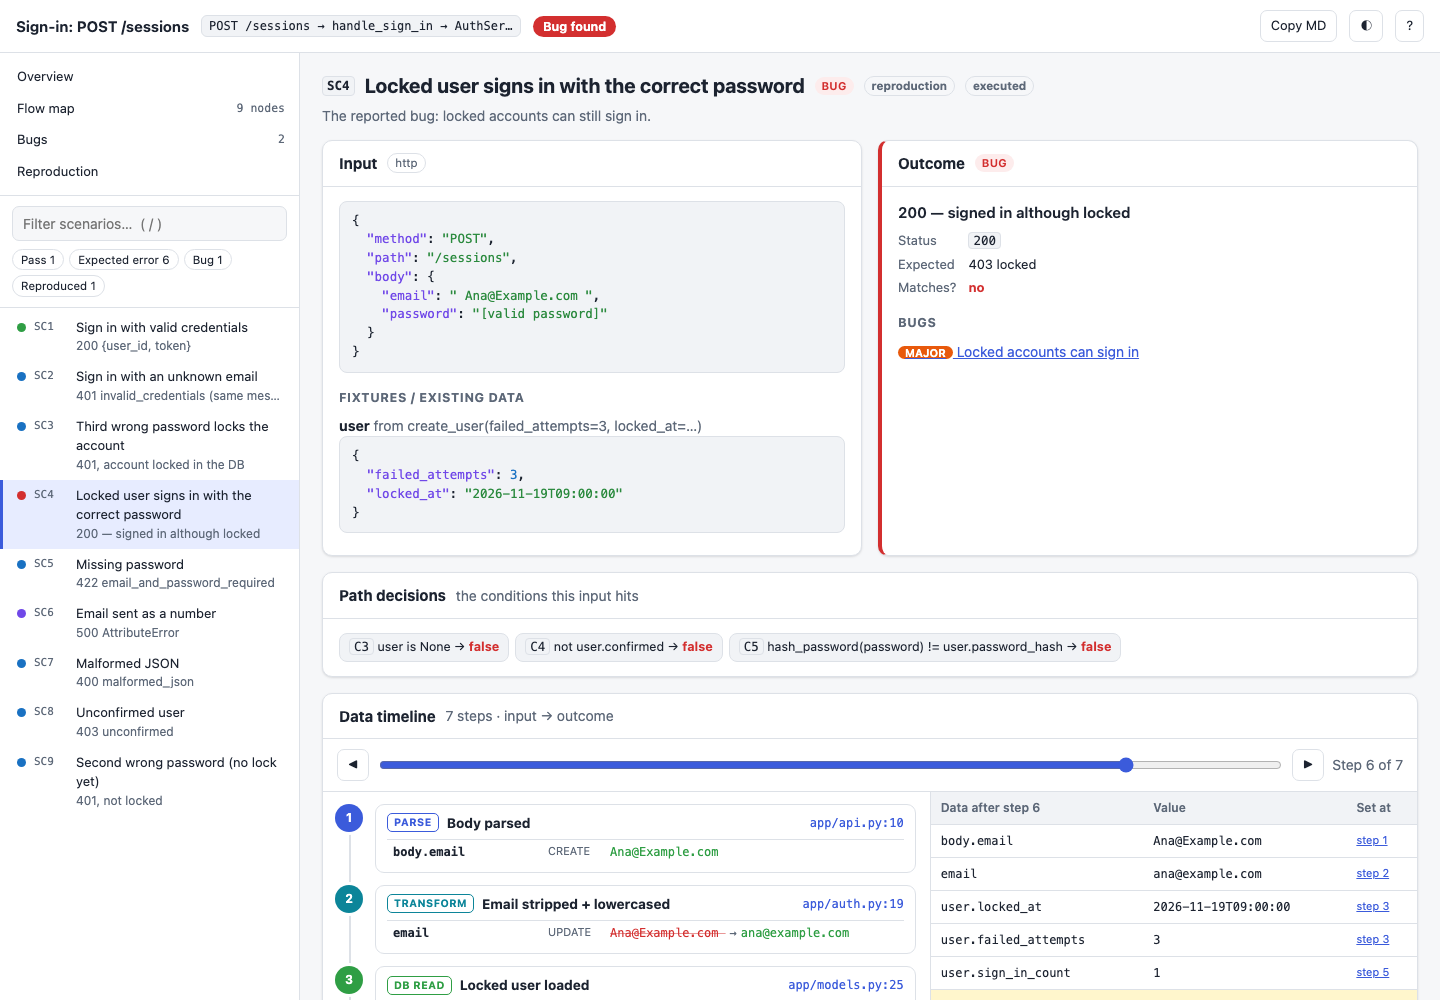 Sign-in: POST /sessions
POST /sessions → handle_sign_in → AuthSer…
Bug found
Copy MD
?
Overview
Flow map 9 nodes
Bugs 2
Reproduction
Filter scenarios... ( / )
Pass 1 Expected error 6 Bug 1
Reproduced 1
SC1 Sign in with valid credentials
200 {user_id, token}
SC2 Sign in with an unknown email
401 invalid_credentials (same mes...
SC3 Third wrong password locks the
account
401, account locked in the DB
SC4 Locked user signs in with the
correct password
200 — signed in although locked
SC5 Missing password
422 email_and_password_required
SC6 Email sent as a number
500 AttributeError
SC7 Malformed JSON
400 malformed_json
SC8 Unconfirmed user
403 unconfirmed
SC9 Second wrong password (no lock
yet)
401, not locked
SC4 Locked user signs in with the correct password BUG reproduction executed
The reported bug: locked accounts can still sign in.
Input http
{
"method": "POST",
"path": "/sessions",
"body": {
"email": " Ana@Example.com ",
"password": "[valid password]"
}
}
FIXTURES / EXISTING DATA
user from create_user(failed_attempts=3, locked_at=…)
{
"failed_attempts": 3,
"locked_at": "2026-11-19T09:00:00"
}
Outcome BUG
200 — signed in although locked
Status 200
Expected 403 locked
Matches? no
BUGS
MAJOR Locked accounts can sign in
Path decisions the conditions this input hits
C3 user is None → false
C4 not user.confirmed → false
C5 hash_password(password) != user.password_hash → false
Data timeline 7 steps · input → outcome
◀ ▶ Step 6 of 7
1 PARSE Body parsed app/api.py:10
body.email CREATE Ana@Example.com
2 TRANSFORM Email stripped + lowercased app/auth.py:19
email UPDATE Ana@Example.com → ana@example.com
3 DB READ Locked user loaded app/models.py:25
Data after step 6 Value Set at
body.email Ana@Example.com step 1
email ana@example.com step 2
user.locked_at 2026-11-19T09:00:00 step 3
user.failed_attempts 3 step 3
user.sign_in_count 1 step 5